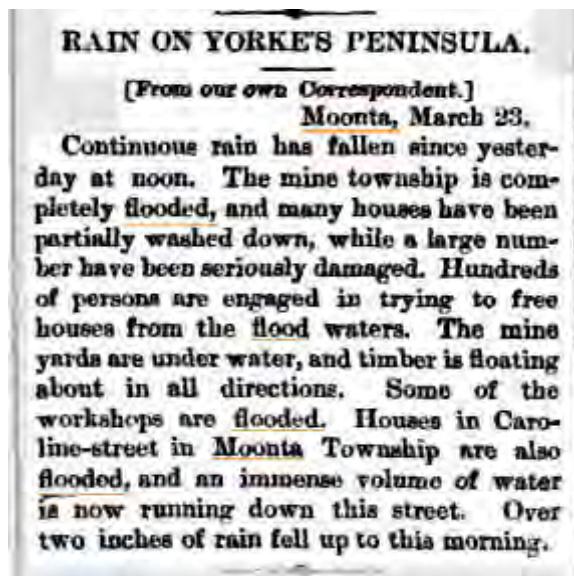 RAIN ON YORKE'S PENINSULA.
[From our own Correspondent.]
Moonta, March 23.
Continuous rain has fallen since yester-
day at noon. The mine township is com-
pletely flooded, and many houses have been
partially washed down, while a large num-
ber have been seriously damaged. Hundreds
of persons are engaged in trying to free
houses from the flood waters. The mine
yards are under water, and timber is floating
about in all directions. Some of the
workshops are flooded. Houses in Caro-
line-street in Moonta Township are also
flooded, and an immense volume of water
is now running down this street. Over
two inches of rain fell up to this morning.